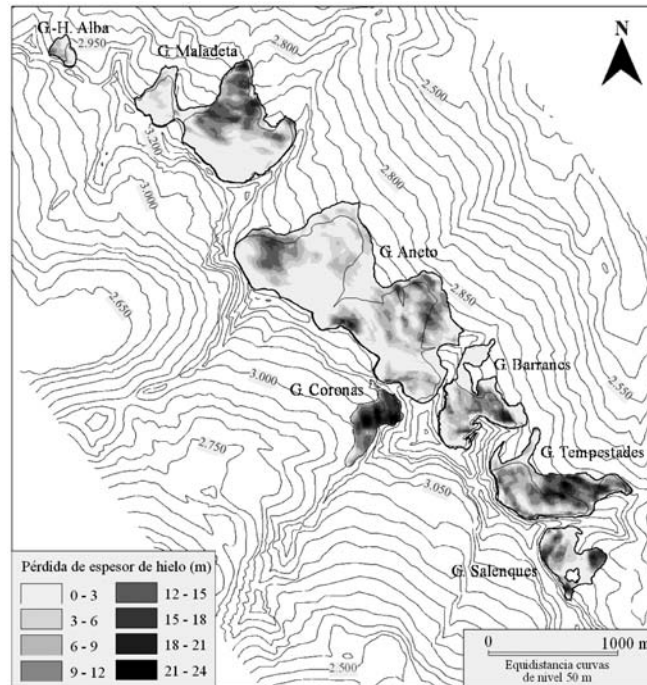 G.-H. Alba
2.950
G. Maladeta
2.800
N
2.500
3.200
3.000
2.800
G. Aneto
2.650
2.850
G. Barrancs
2.550
3.000
G. Coronas
2.750
G. Tempestades
3.050
G. Salenques
Pérdida de espesor de hielo (m)
0 - 3
12 - 15
3 - 6
15 - 18
6 - 9
18 - 21
9 - 12
21 - 24
2.500
0
1000 m
Equidistancia curvas
de nivel 50 m